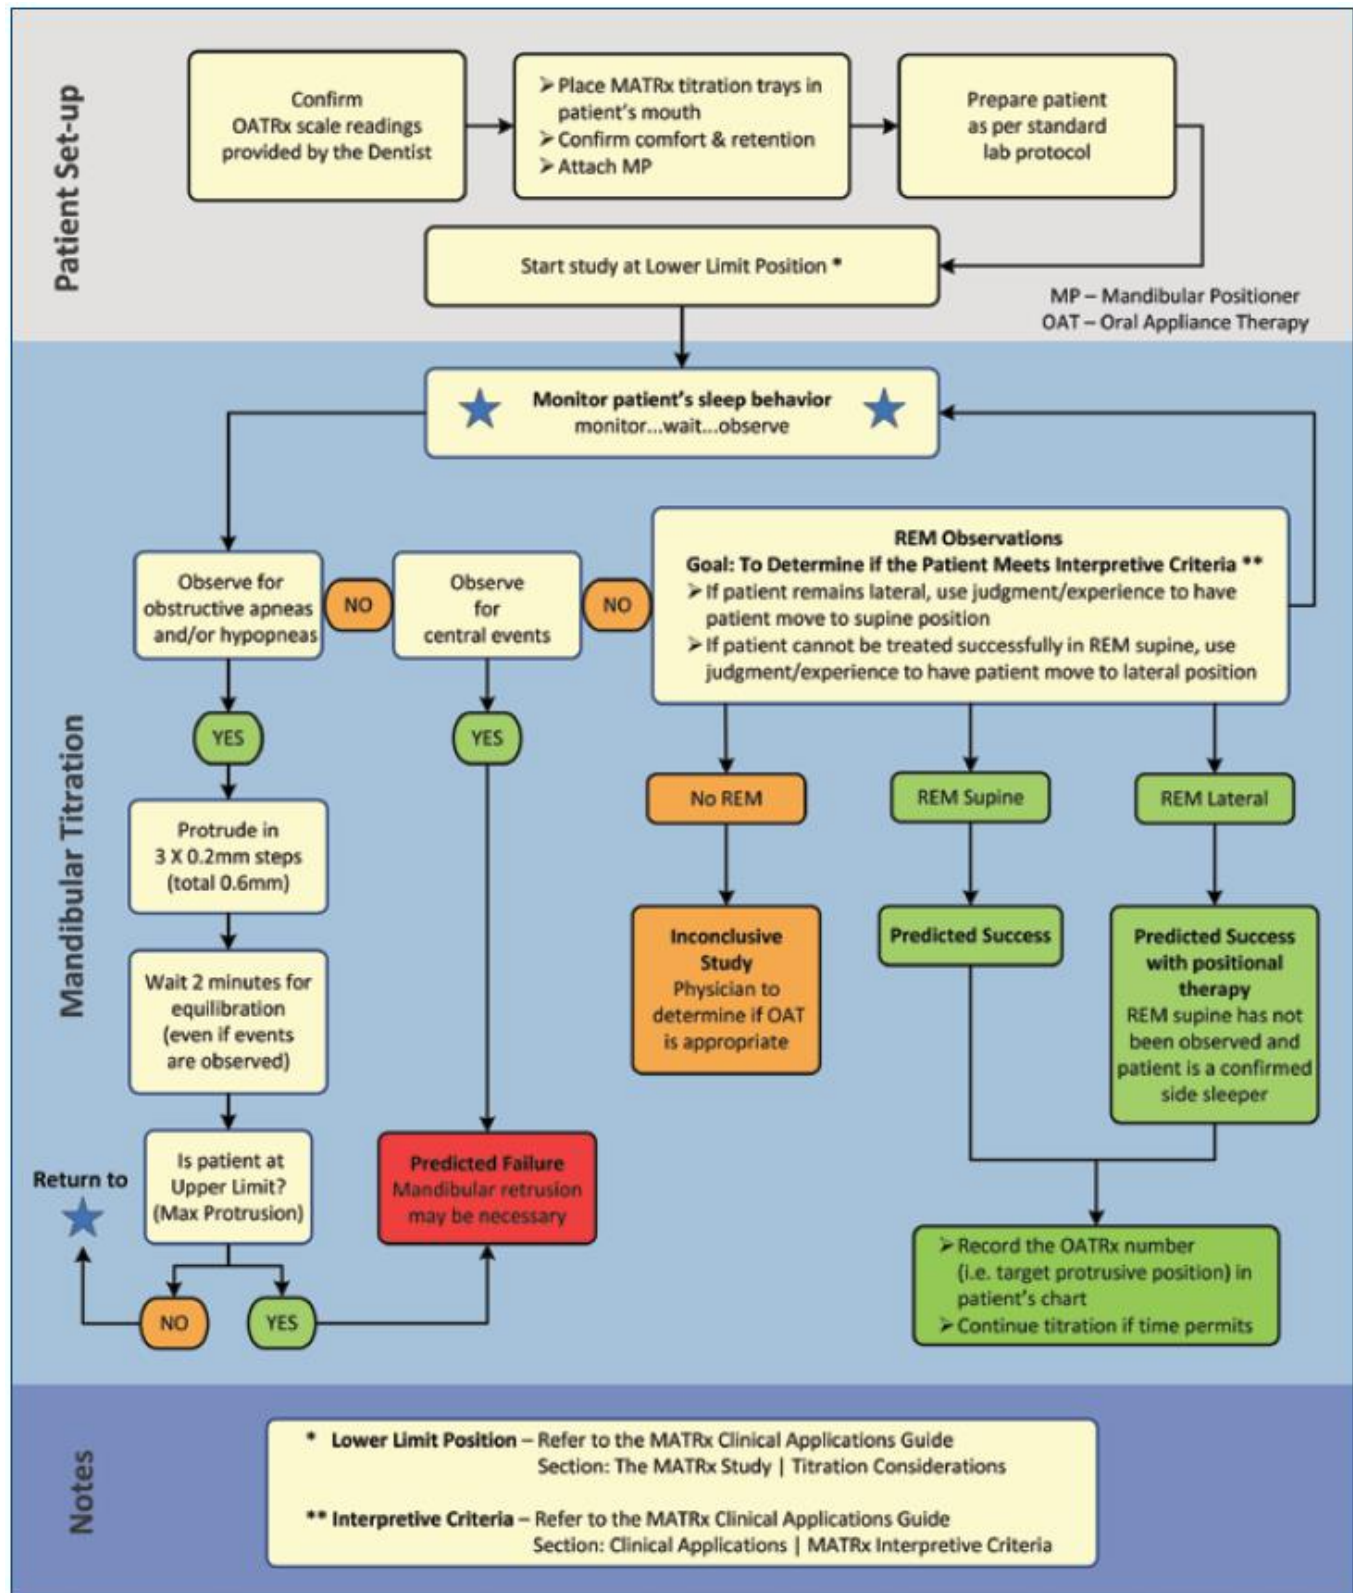 Patient Set-up
Confirm
OATRx scale readings
provided by the Dentist
➢ Place MATRx titration trays in
patient's mouth
➢ Confirm comfort & retention
➢ Attach MP
Prepare patient
as per standard
lab protocol
Start study at Lower Limit Position *
MP – Mandibular Positioner
OAT – Oral Appliance Therapy
Mandibular Titration
Monitor patient's sleep behavior
monitor...wait...observe
Observe for
obstructive apneas
and/or hypopneas
NO
Observe
for
central events
NO
REM Observations
Goal: To Determine if the Patient Meets Interpretive Criteria **
➢ If patient remains lateral, use judgment/experience to have
patient move to supine position
➢ If patient cannot be treated successfully in REM supine, use
judgment/experience to have patient move to lateral position
YES
YES
No REM
REM Supine
REM Lateral
Protrude in
3 X 0.2mm steps
(total 0.6mm)
Inconclusive
Study
Physician to
determine if OAT
is appropriate
Predicted Success
Predicted Success
with positional
therapy
REM supine has not
been observed and
patient is a confirmed
side sleeper
Wait 2 minutes for
equilibration
(even if events
are observed)
Return to
Is patient at
Upper Limit?
(Max Protrusion)
Predicted Failure
Mandibular retrusion
may be necessary
NO
YES
➢ Record the OATRx number
(i.e. target protrusive position) in
patient's chart
➢ Continue titration if time permits
Notes
* Lower Limit Position – Refer to the MATRx Clinical Applications Guide
Section: The MATRx Study | Titration Considerations
** Interpretive Criteria – Refer to the MATRx Clinical Applications Guide
Section: Clinical Applications | MATRx Interpretive Criteria